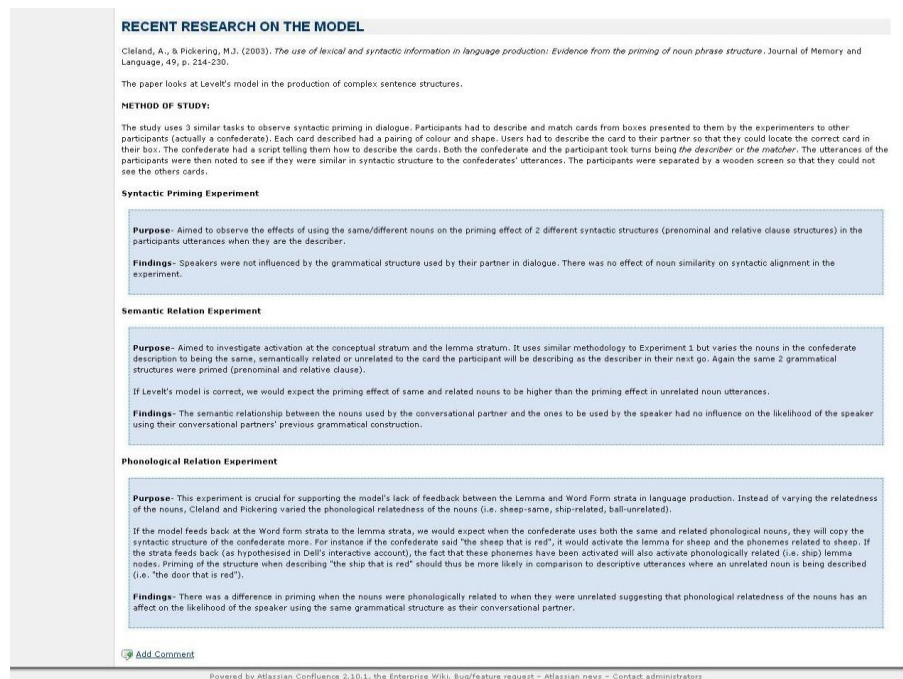 RECENT RESEARCH ON THE MODEL
Cleland, A., & Pickering, M.J. (2003). The use of lexical and syntactic information in language production: Evidence from the priming of noun phrase structure. Journal of Memory and
Language, 49, p. 214-230.
The paper looks at Levelt's model in the production of complex sentence structures.
METHOD OF STUDY:
The study uses 3 similar tasks to observe syntactic priming in dialogue. Participants had to describe and match cards from boxes presented to them by the experimenters to other
participants (actually a confederate). Each card described had a pairing of colour and shape. Users had to describe the card to their partner so that they could locate the correct card in
their box. The confederate had a script telling them how to describe the cards. Both the confederate and the participant took turns being the describer or the matcher. The utterances of the
participants were then noted to see if they were similar in syntactic structure to the confederates' utterances. The participants were separated by a wooden screen so that they could not
see the others cards.
Syntactic Priming Experiment
Purpose- Aimed to observe the effects of using the same/different nouns on the priming effect of 2 different syntactic structures (prenominal and relative clause structures) in the
participants utterances when they are the describer.
Findings- Speakers were not influenced by the grammatical structure used by their partner in dialogue. There was no effect of noun similarity on syntactic alignment in the
experiment.
Semantic Relation Experiment
Purpose- Aimed to investigate activation at the conceptual stratum and the lemma stratum. It uses similar methodology to Experiment 1 but varies the nouns in the confederate
description to being the same, semantically related or unrelated to the card the participant will be describing as the describer in their next go. Again the same 2 grammatical
structures were primed (prenominal and relative clause).
If Levelt's model is correct, we would expect the priming effect of same and related nouns to be higher than the priming effect in unrelated noun utterances.
Findings- The semantic relationship between the nouns used by the conversational partner and the ones to be used by the speaker had no influence on the likelihood of the speaker
using their conversational partners' previous grammatical construction.
Phonological Relation Experiment
Purpose- This experiment is crucial for supporting the model's lack of feedback between the Lemma and Word Form strata in language production. Instead of varying the relatedness
of the nouns, Cleland and Pickering varied the phonological relatedness of the nouns (i.e. sheep-same, ship-related, ball-unrelated).
If the model feeds back at the Word form strata to the lemma strata, we would expect when the confederate uses both the same and related phonological nouns, they will copy the
syntactic structure of the confederate more. For instance if the confederate said "the sheep that is red", it would activate the lemma for sheep and the phonemes related to sheep. If
the strata feeds back (as hypothesised in Dell's interactive account), the fact that these phonemes have been activated will also activate phonologically related (i.e. ship) lemma
nodes. Priming of the structure when describing "the ship that is red" should thus be more likely in comparison to descriptive utterances where an unrelated noun is being described
(i.e. "the door that is red").
Findings- There was a difference in priming when the nouns were phonologically related to when they were unrelated suggesting that phonological relatedness of the nouns has an
affect on the likelihood of the speaker using the same grammatical structure as their conversational partner.
Add Comment
Powered by Atlassian Confluence 2.10.1, the Enterprise Wiki. Bug/feature request – Atlassian news – Contact administrators